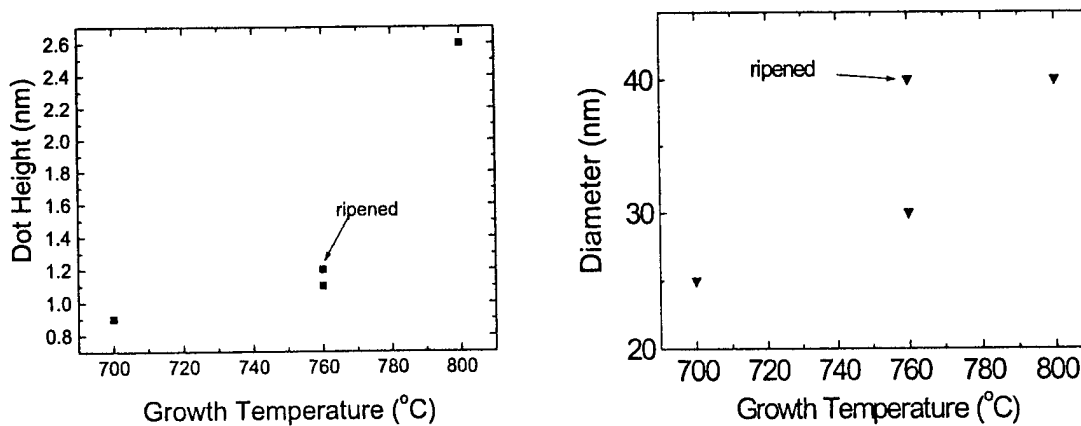 Dot Height (nm)
2.6
2.4
2.2
2.0
1.8
1.6
1.4
1.2
1.0
0.8
ripened
700 720 740 760 780 800
Growth Temperature (°C)
Diameter (nm)
40
30
20
ripened
700 720 740 760 780 800
Growth Temperature (°C)